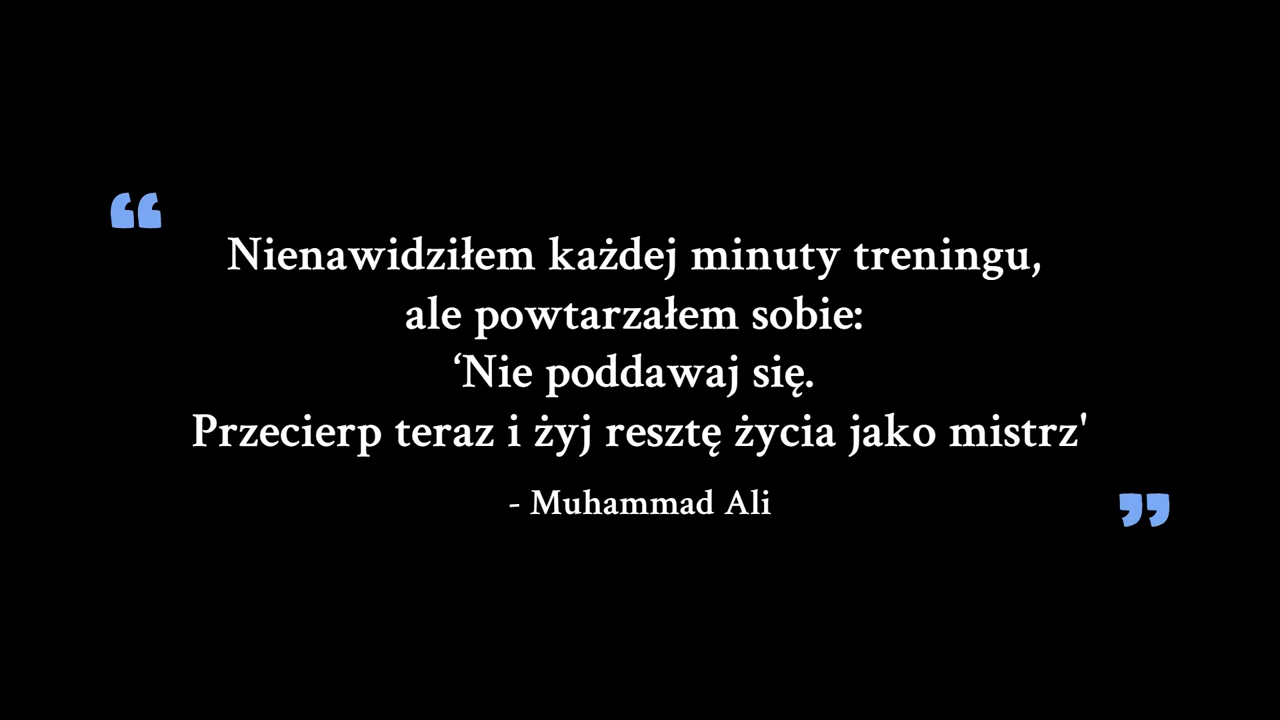 “
Nienawidziłem każdej minuty treningu,
ale powtarzałem sobie:
‘Nie poddawaj się.
Przecierp teraz i żyj resztę życia jako mistrz'
- Muhammad Ali
”